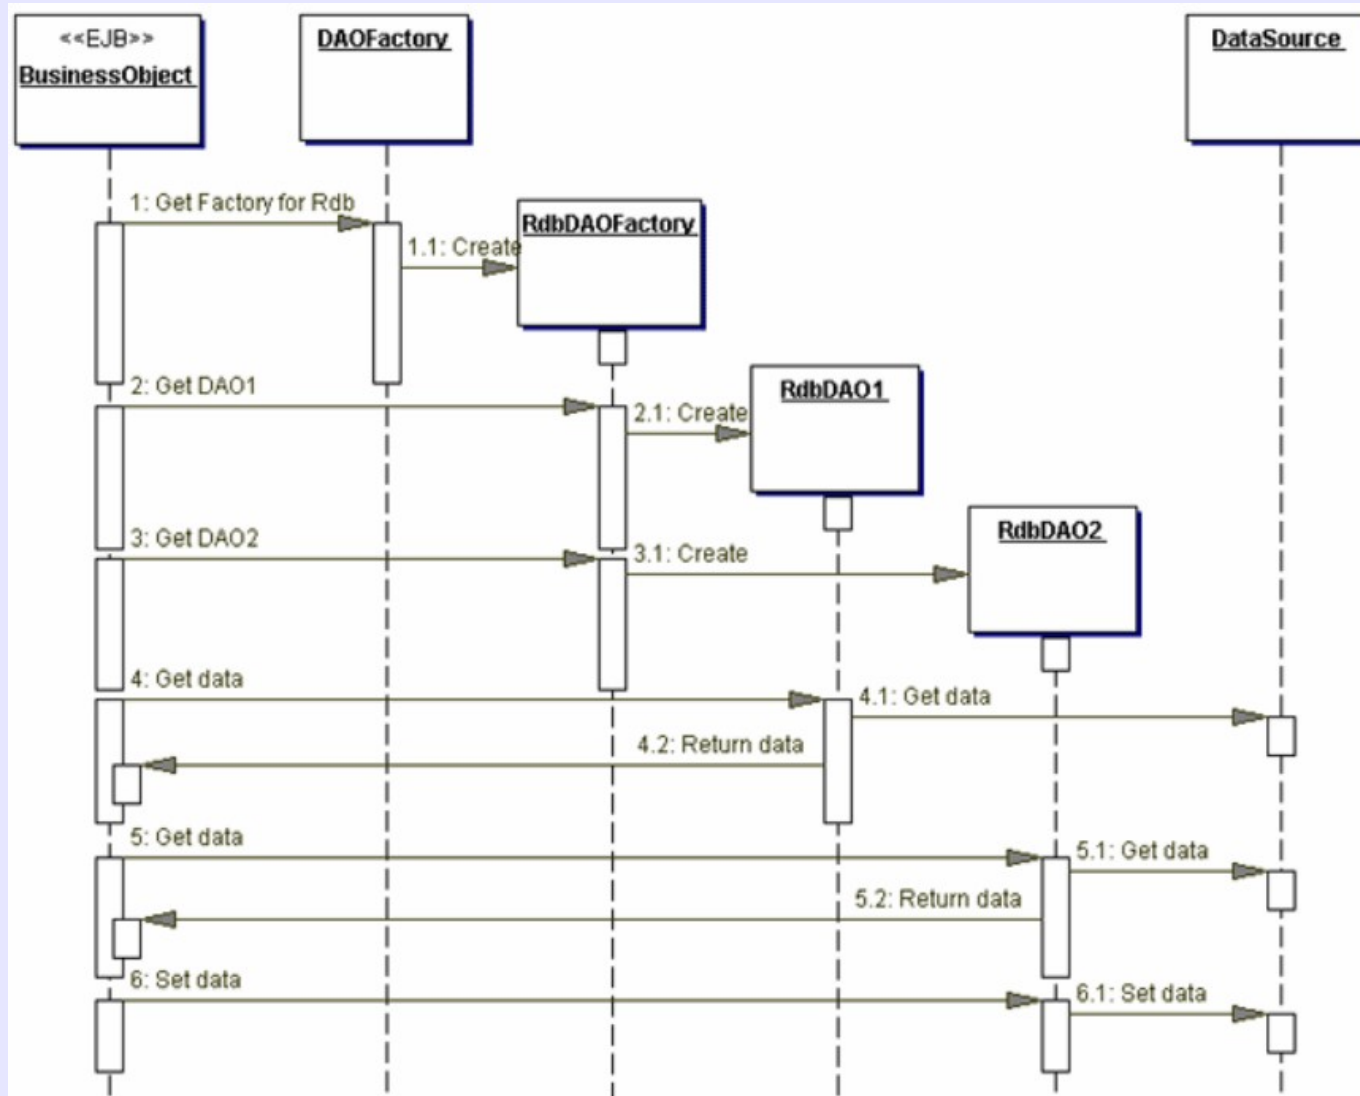 <<EJB>>
BusinessObject
DAOFactory
DataSource
1: Get Factory for Rdb
RdbDAOFactory
1.1: Create
2: Get DAO1
RdbDAO1
2.1: Create
3: Get DAO2
RdbDAO2
3.1: Create
4: Get data
4.1: Get data
4.2: Return data
5: Get data
5.1: Get data
5.2: Return data
6: Set data
6.1: Set data